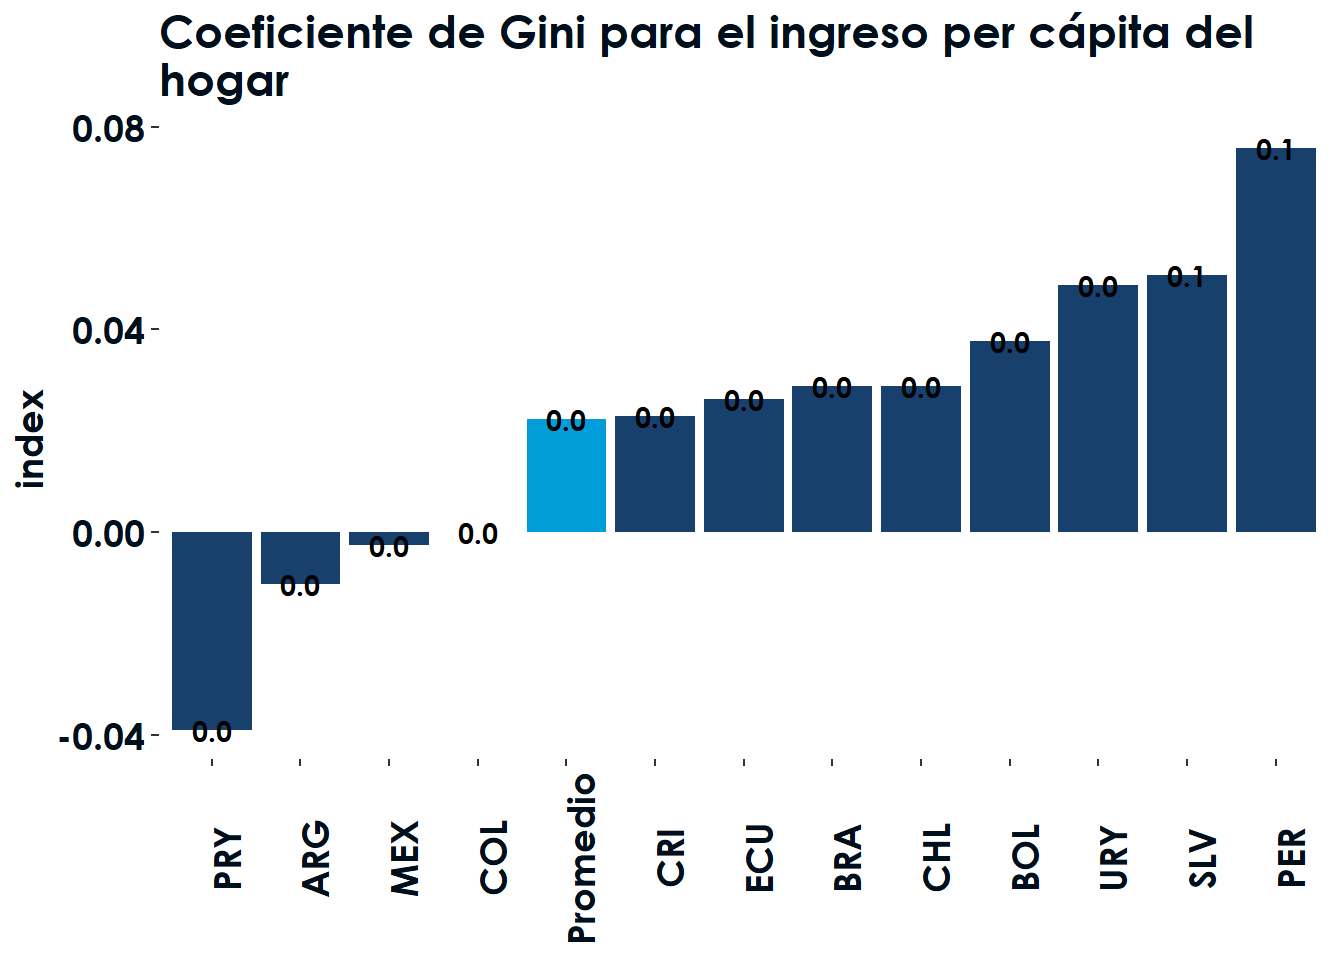 Coeficiente de Gini para el ingreso per cápita del
hogar
0.08
0.04
0.00
-0.04
index
0.0
0.0
0.0
0.0
0.0
0.0
0.0
0.0
0.0
0.0
0.0
0.1
0.1
PRY
ARG
MEX
COL
Promedio
CRI
ECU
BRA
CHL
BOL
URY
SLV
PER